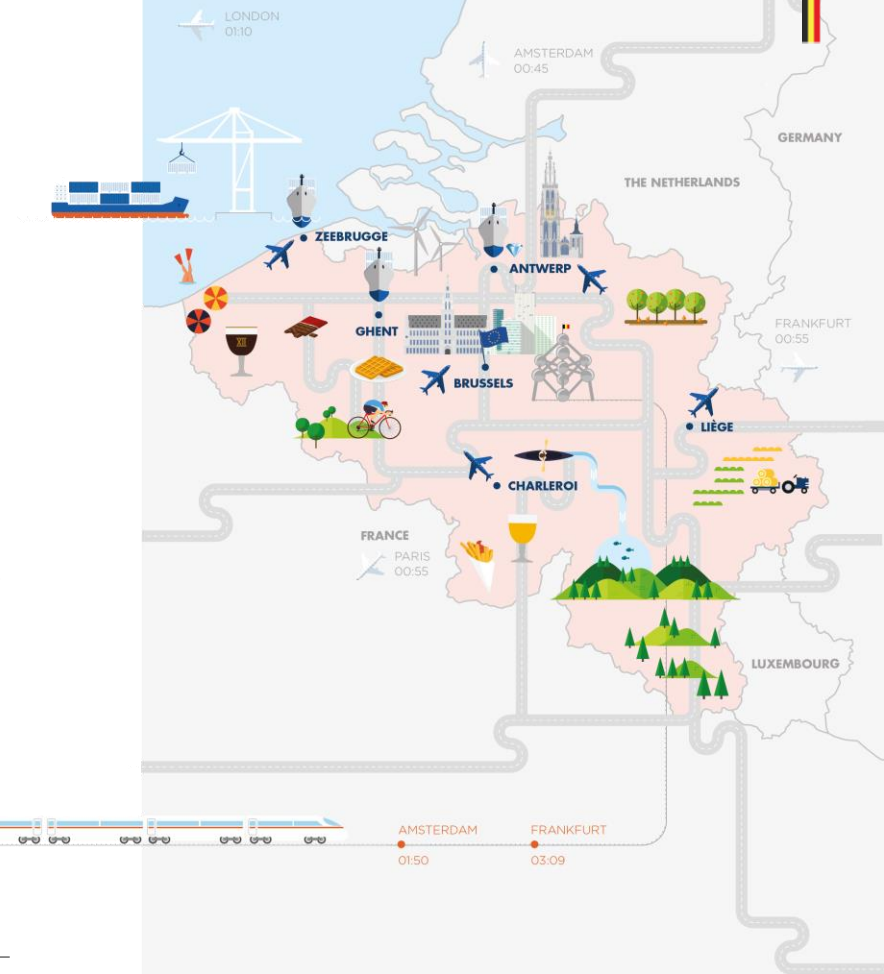 LONDON
01:10
AMSTERDAM
00:45
GERMANY
THE NETHERLANDS
ZEEBRUGGE
ANTWERP
FRANKFURT
00:55
GHENT
XII
BRUSSELS
LIÈGE
CHARLEROI
FRANCE
PARIS
00:55
LUXEMBOURG
AMSTERDAM
FRANKFURT
01:50
03:09